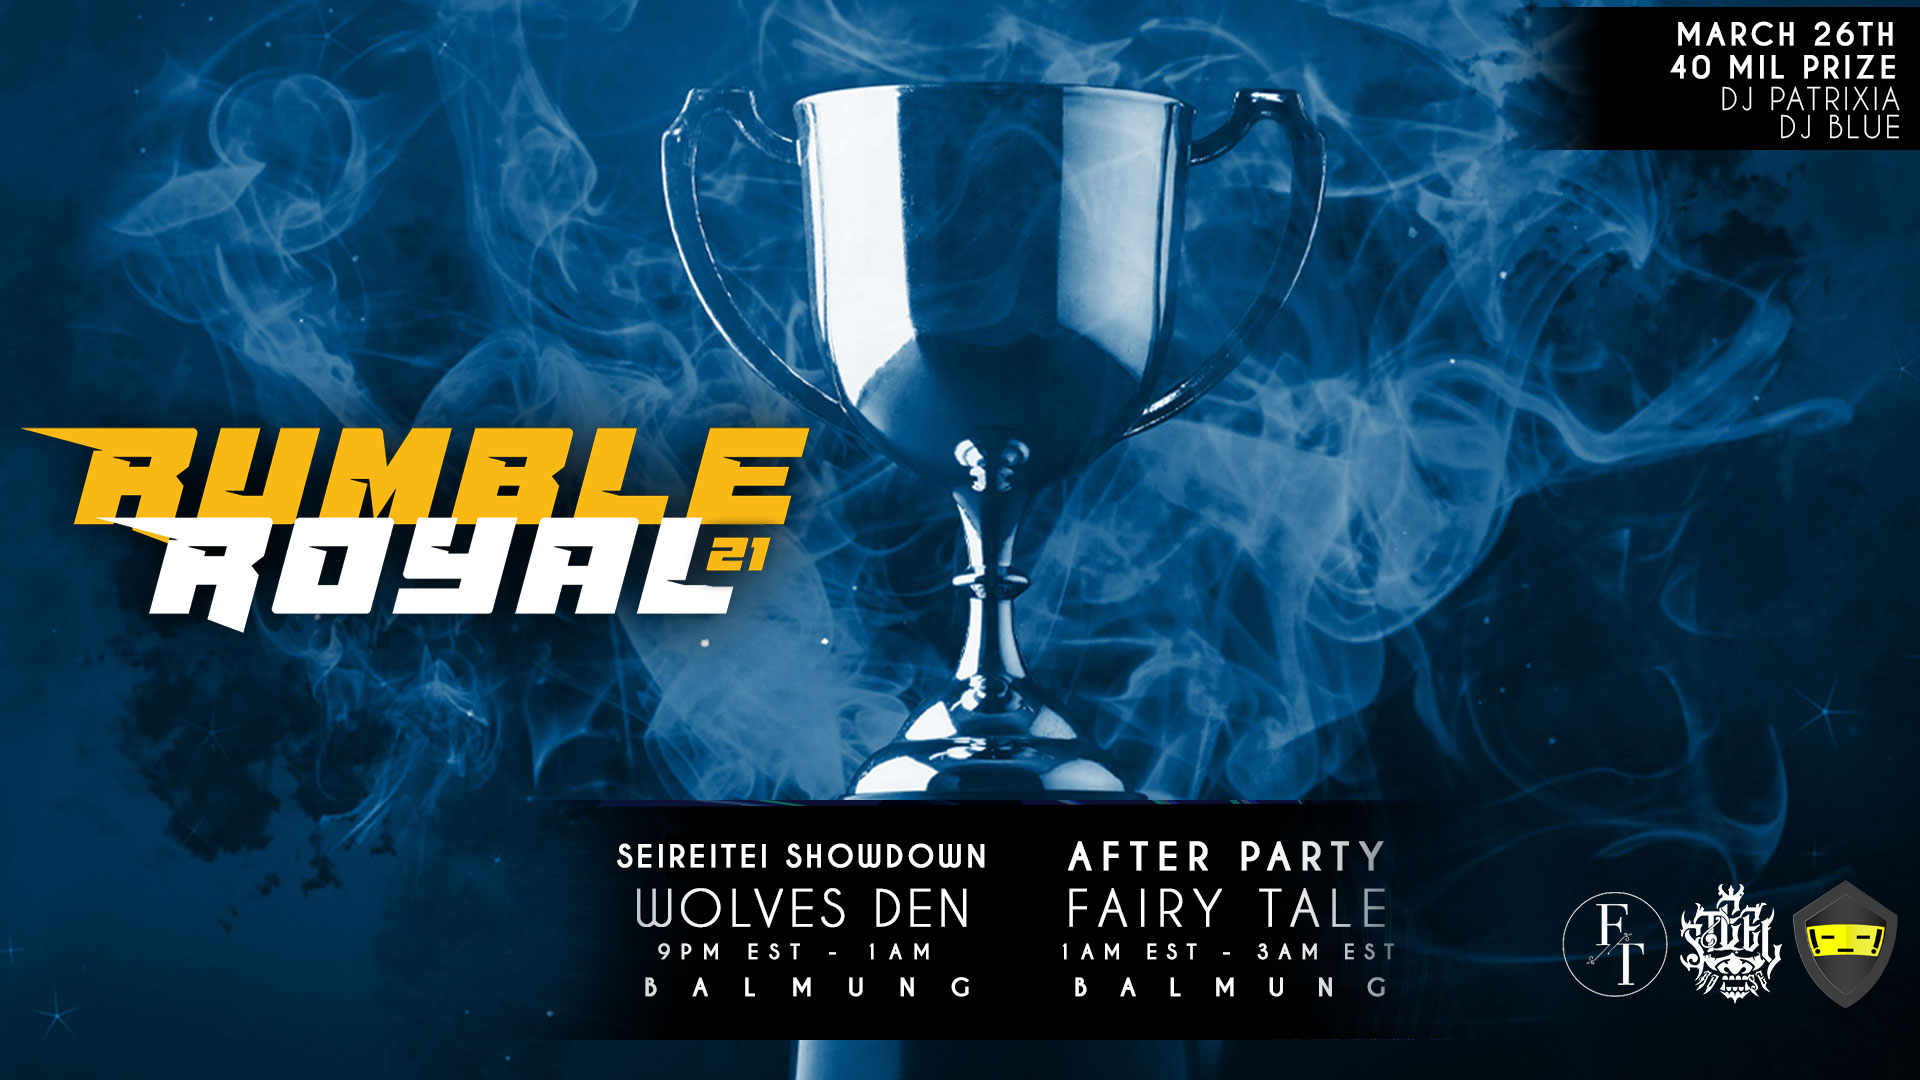 MARCH 26TH
40 MIL PRIZE
DJ PATRIXIA
DJ BLUE
RUMBLE
ROYAL 21
SEIREITEI SHOWDOWN
WOLVES DEN
9PM EST - 1AM
BALMUNG
AFTER PARTY
FAIRY TALE
1AM EST - 3AM EST
BALMUNG
F T